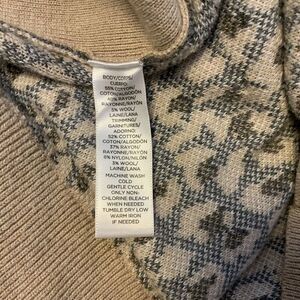 BODY/CORPS/
CUERPO:
55% COTTON/
COTON/ALGODÓN
40% RAYON/
RAYONNE/RAYÓN
5% WOOL/
LAINE/LANA
TRIMMING/
GARNITURES/
ADORNO:
52% COTTON/
COTON/ALGODÓN
37% RAYON/
RAYONNE/RAYÓN
6% NYLON/NILÓN
5% WOOL/
LAINE/LANA
MACHINE WASH
COLD
GENTLE CYCLE
ONLY NON-
CHLORINE BLEACH
WHEN NEEDED
TUMBLE DRY LOW
WARM IRON
IF NEEDED